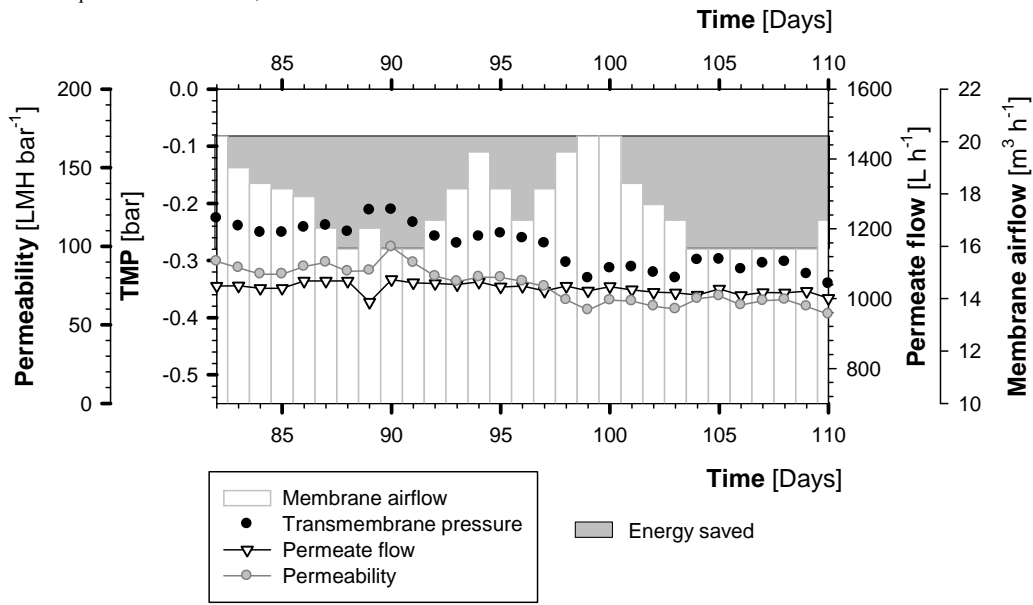 Time [Days]
85 90 95 100 105 110
200 0.0 1600 22
-0.1 1400 20
150 18
-0.2 1200
100 -0.3 16
1000 14
50 -0.4
12
-0.5 800
0 10
Permeability [LMH bar-1]
TMP [bar]
Permeate flow [L h-1]
Membrane airflow [m3 h-1]
85 90 95 100 105 110
Time [Days]
Membrane airflow
Transmembrane pressure
Permeate flow
Permeability
Energy saved